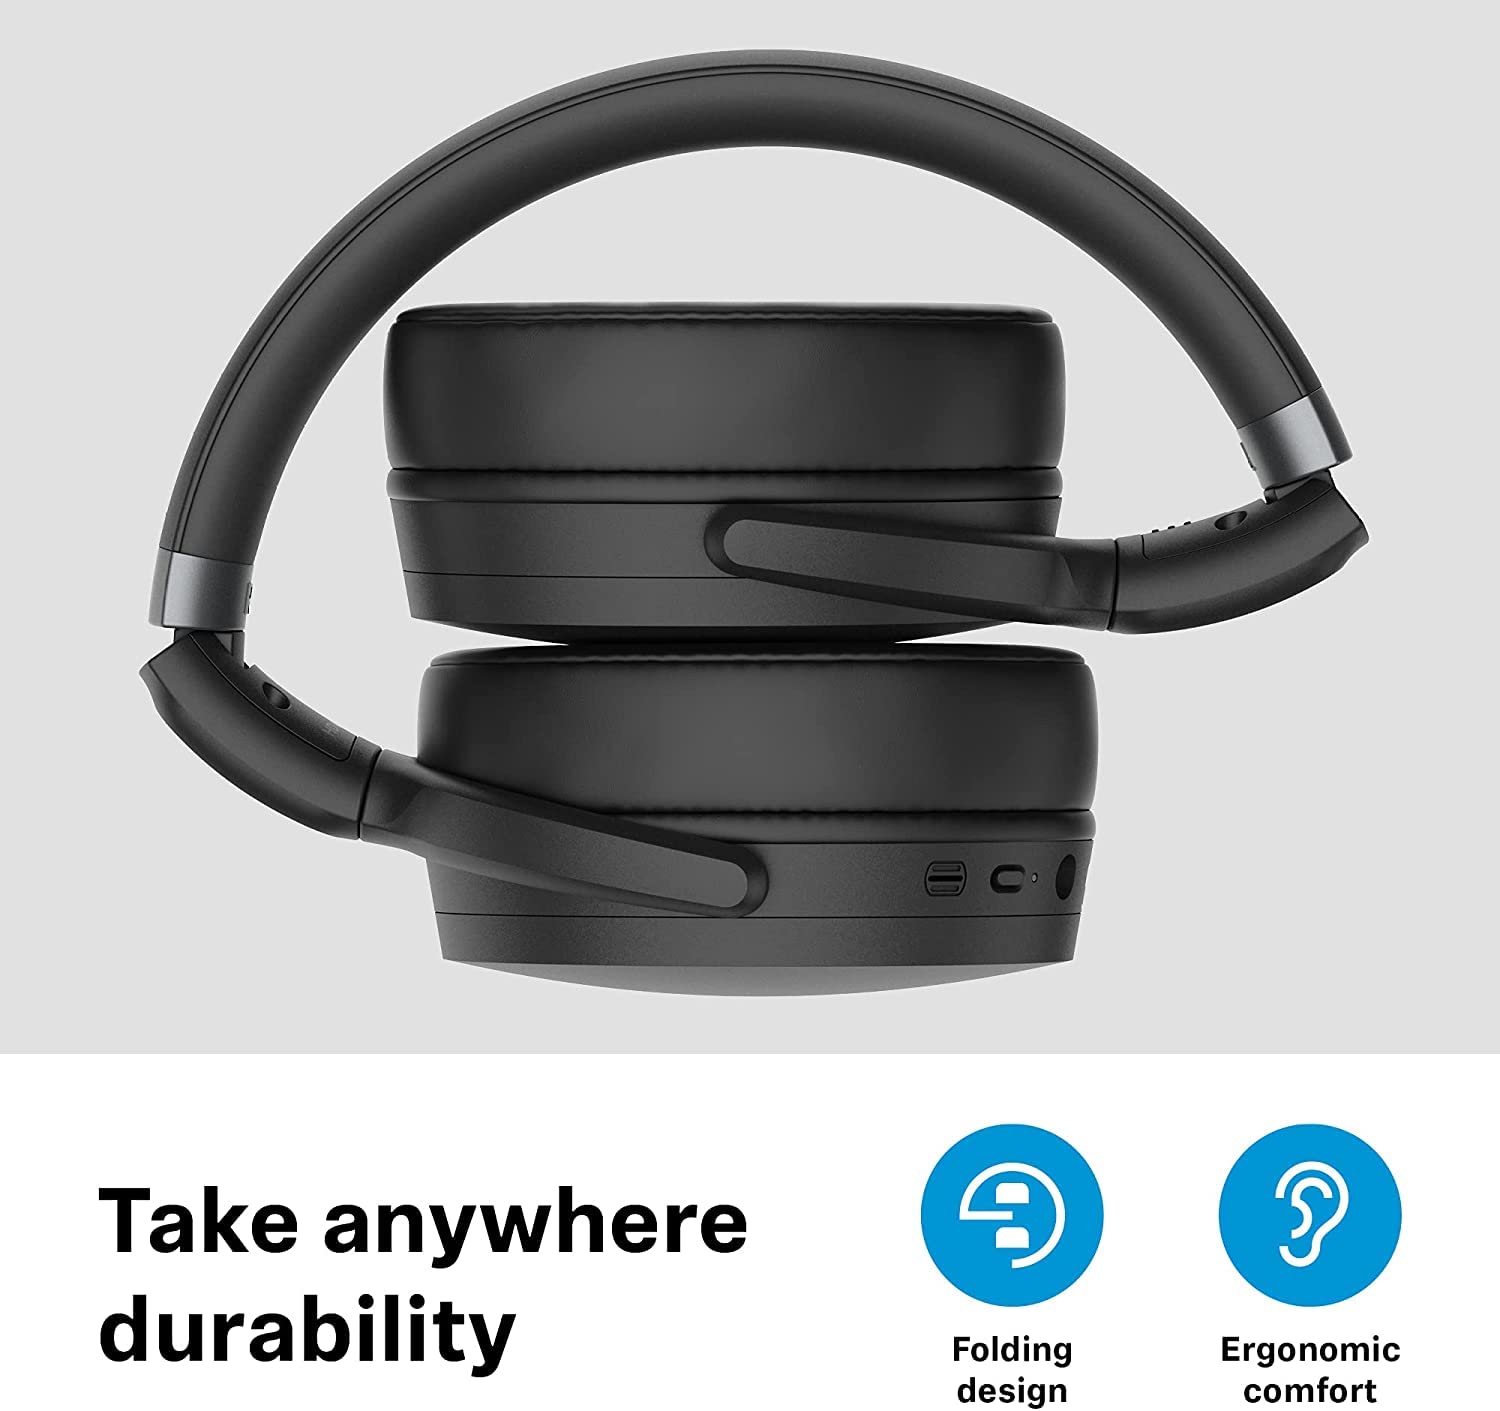 Take anywhere
durability
Folding
design
Ergonomic
comfort